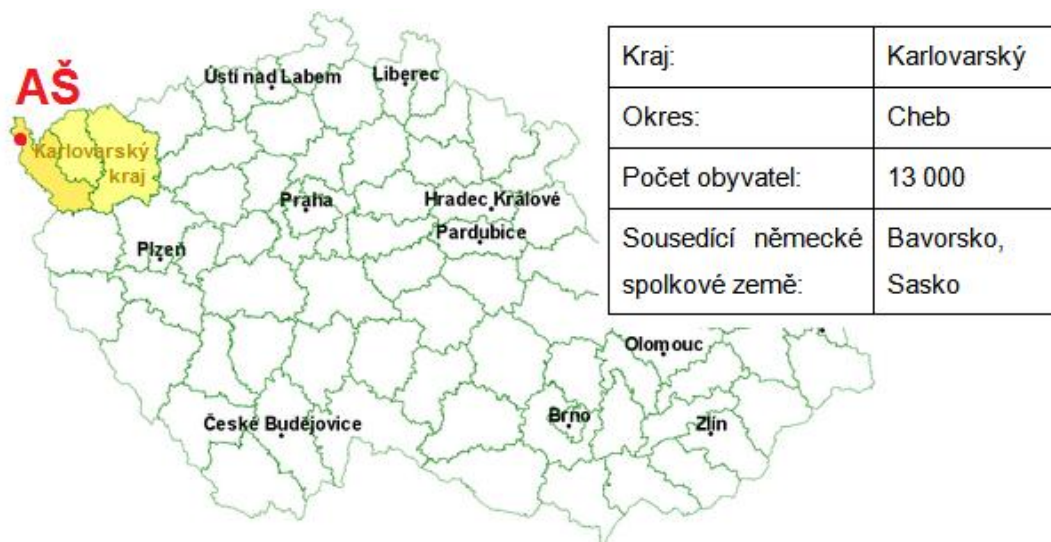 AŠ
Ústí nad Labem
Liberec
Karlovarský
kraj
Praha
Hradec Králové
Pardubice
Plzeň
Olomouc
České Budějovice
Brno
Zlín
Kraj: Karlovarský
Okres: Cheb
Počet obyvatel: 13 000
Sousedící německé Bavorsko,
spolkové země: Sasko